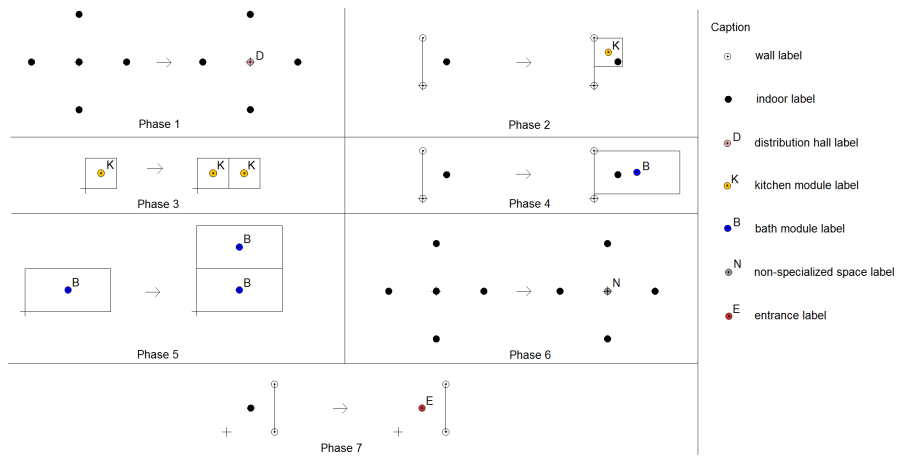 D
Phase 1
K
Phase 2
Caption
wall label
indoor label
D
distribution hall label
K
kitchen module label
B
bath module label
N
non-specialized space label
E
entrance label
K
K
K
Phase 3
B
Phase 4
B
B
B
Phase 5
N
Phase 6
E
Phase 7